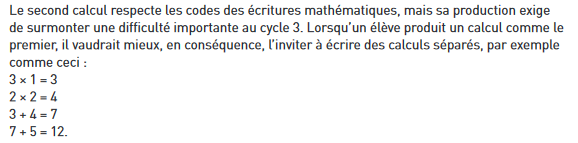 Le second calcul respecte les codes des écritures mathématiques, mais sa production exige
de surmonter une difficulté importante au cycle 3. Lorsqu’un élève produit un calcul comme le
premier, il vaudrait mieux, en conséquence, l’inviter à écrire des calculs séparés, par exemple
comme ceci :
3 × 1 = 3
2 × 2 = 4
3 + 4 = 7
7 + 5 = 12.